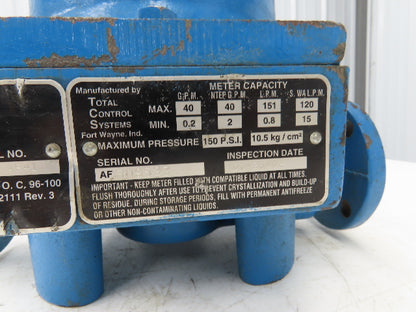 L NO.
O. C, 96-100
2111 Rev. 3
Manufactured by
TOTAL
CONTROL
SYSTEMS
Fort Wayne, Ind.
METER CAPACITY
G.P.M. NTEP G.P.M. L.P.M. S. WA L.P.M.
MAX. 40 40 151 120
MIN. 0.2 2 0.8 15
MAXIMUM PRESSURE 150 P.S.I. 10.5 kg / cm²
SERIAL NO. INSPECTION DATE
AF
IMPORTANT - KEEP METER FILLED WITH COMPATIBLE LIQUID AT ALL TIMES.
FLUSH THOROUGHLY AFTER USE TO PREVENT CRYSTALLIZATION AND BUILD-UP
OF RESIDUE. DURING STORAGE PERIODS, FILL WITH PERMANENT ANTIFREEZE
OR OTHER NON-CONTAMINATING LIQUIDS.